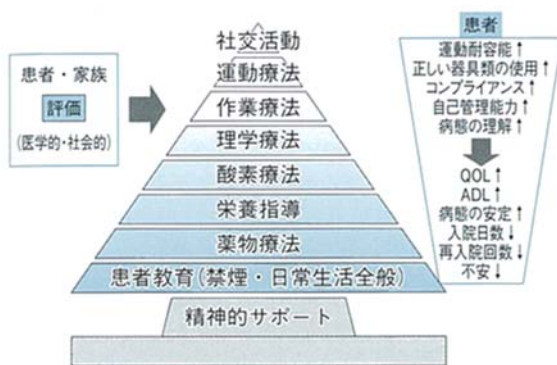 患者・家族
評価
(医学的・社会的)
社交活動
運動療法
作業療法
理学療法
酸素療法
栄養指導
薬物療法
患者教育(禁煙・日常生活全般)
精神的サポート
患者
運動耐容能↑
正しい器具類の使用↑
コンプライアンス↑
自己管理能力↑
病態の理解↑
QOL↑
ADL↑
病態の安定↑
入院日数↓
再入院回数↓
不安↓